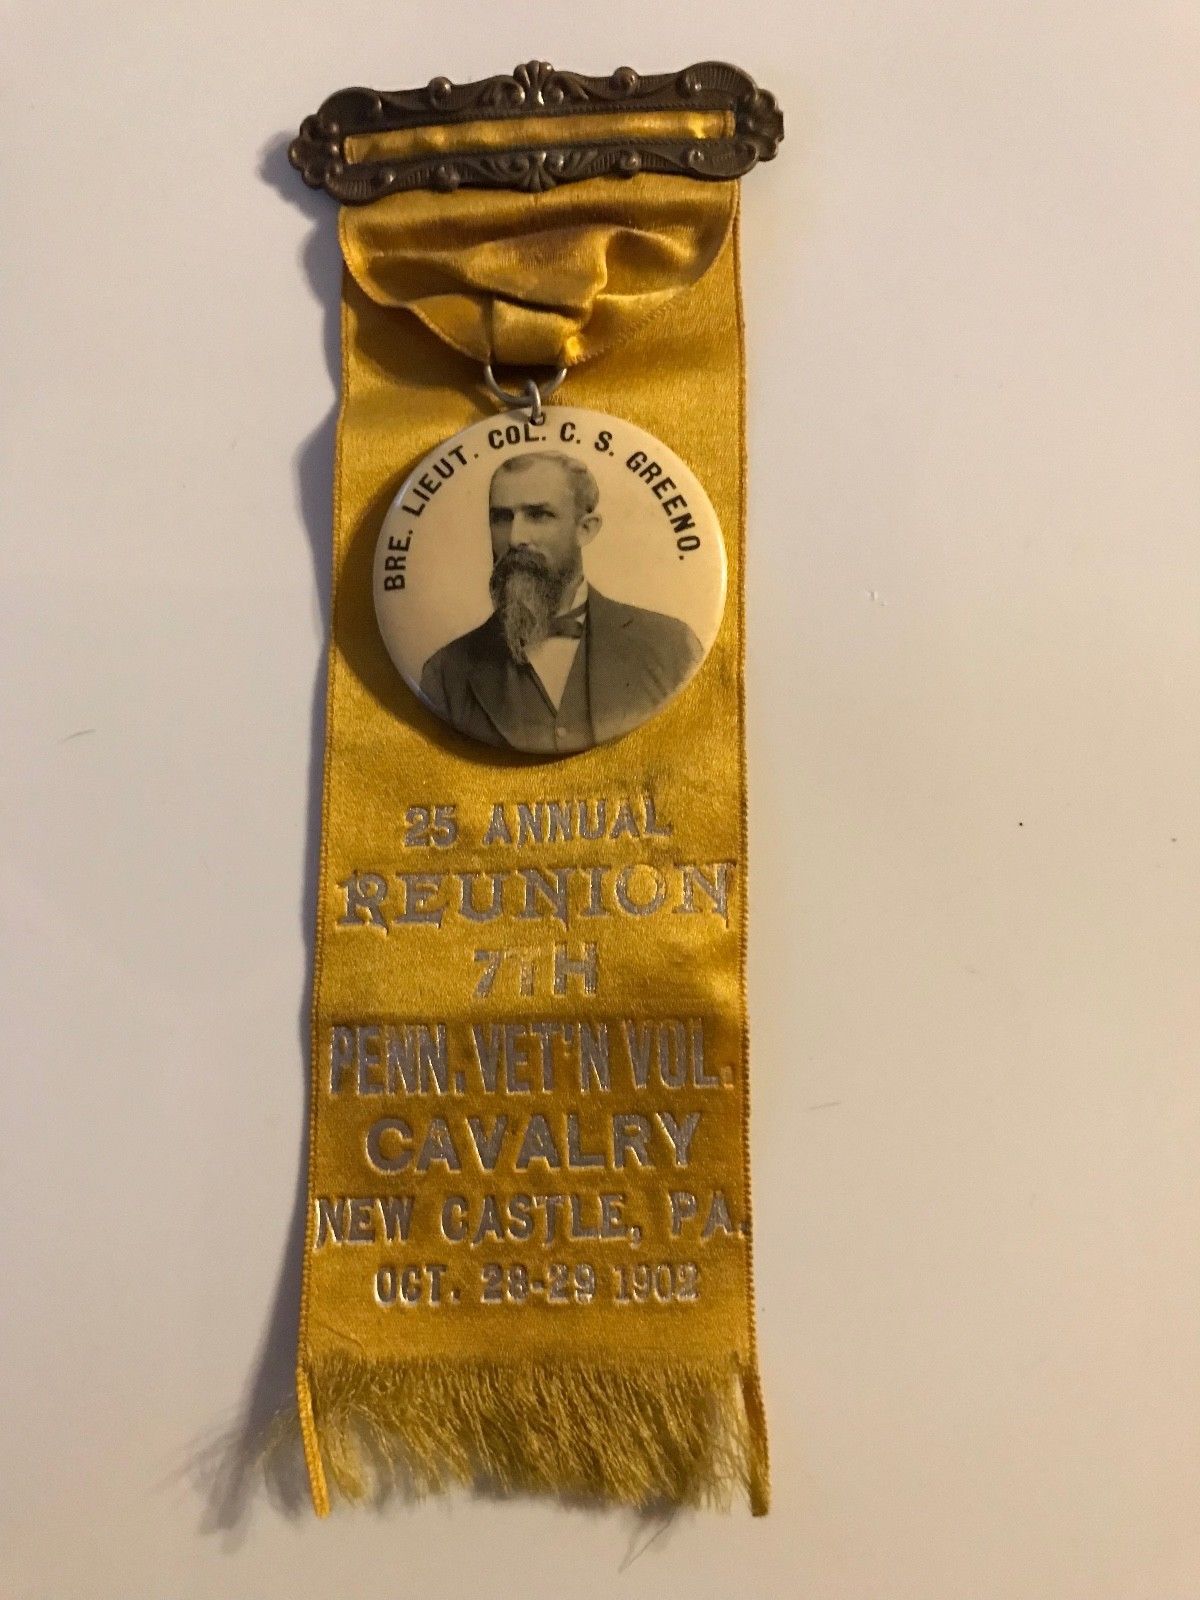 BRE. LIEUT. COL. C. S. GREENO.
25 ANNUAL
REUNION
7TH
PENN. VET'N VOL.
CAVALRY
NEW CASTLE, PA.
OCT. 28-29 1902